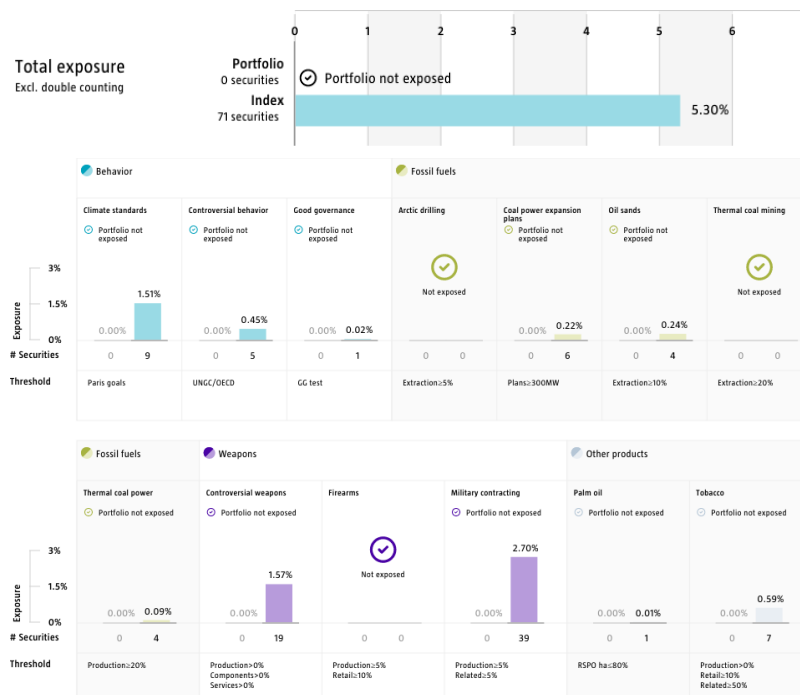 0 1 2 3 4 5 6
Total exposure
Excl. double counting
Portfolio
0 securities
Portfolio not exposed
Index
71 securities
5.30%
Behavior
Fossil fuels
Climate standards
Portfolio not
exposed
Controversial behavior
Portfolio not
exposed
Good governance
Portfolio not
exposed
Arctic drilling
Not exposed
Coal power expansion
plans
Portfolio not
exposed
Oil sands
Portfolio not
exposed
Thermal coal mining
Not exposed
Exposure
3%
1.5%
0%
0.00% 1.51%
0.00% 0.45%
0.00% 0.02%
0.00% 0.22%
0.00% 0.24%
# Securities
0 9
0 5
0 1
0 0
0 6
0 4
0 0
Threshold
Paris goals
UNGC/OECD
GG test
Extraction≥5%
Plans≥300MW
Extraction≥10%
Extraction≥20%
Fossil fuels
Weapons
Other products
Thermal coal power
Portfolio not exposed
Controversial weapons
Portfolio not exposed
Firearms
Not exposed
Military contracting
Portfolio not exposed
Palm oil
Portfolio not exposed
Tobacco
Portfolio not exposed
Exposure
3%
1.5%
0%
0.00% 0.09%
0.00% 1.57%
0.00% 2.70%
0.00% 0.01%
0.00% 0.59%
# Securities
0 4
0 19
0 0
0 39
0 1
0 7
Threshold
Production≥20%
Production>0%
Components>0%
Services>0%
Production≥5%
Retail≥10%
Production≥5%
Related≥5%
RSPO ha≤80%
Production>0%
Retail≥10%
Related≥50%